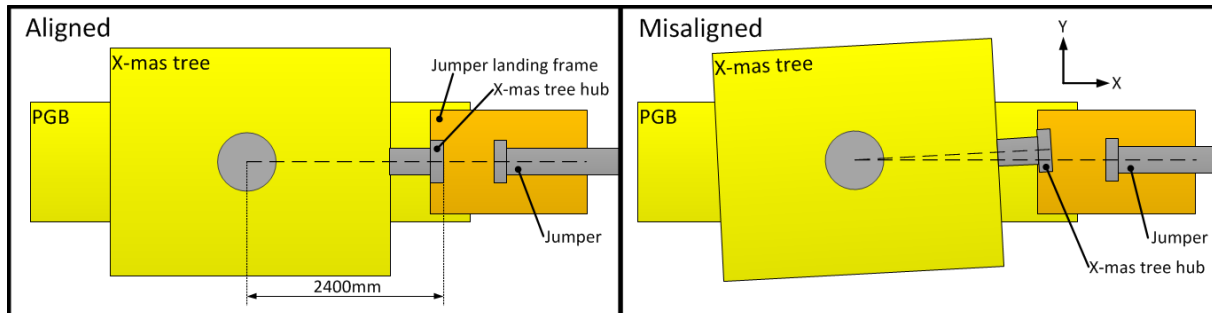 Aligned
X-mas tree
Jumper landing frame
X-mas tree hub
PGB
Jumper
2400mm
Misaligned
Y
X
X-mas tree
PGB
Jumper
X-mas tree hub